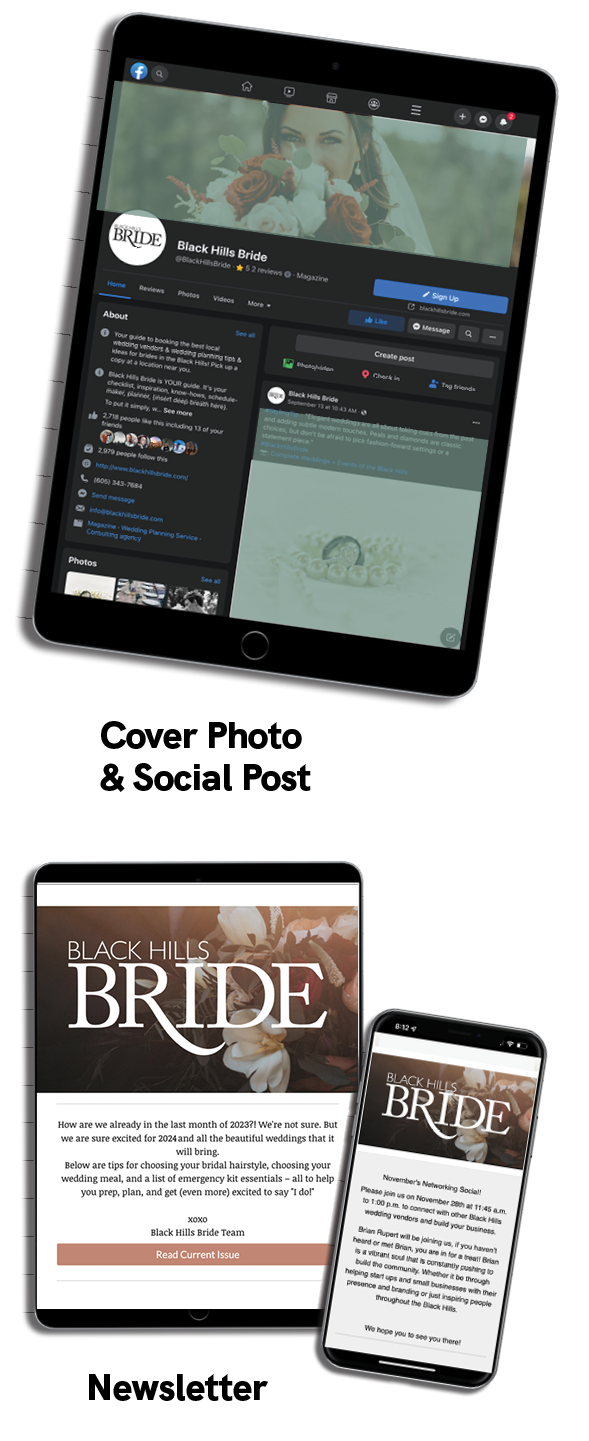 2
BLACK HILLS
BRIDE
Black Hills Bride
@BlackHillsBride · 5 2 reviews · Magazine
Sign Up
blackhillsbride.com
Home Reviews Photos Videos More
Like Message
About See all
Your guide to booking the best local
wedding vendors & wedding planning tips &
ideas for brides in the Black Hills! Pick up a
copy at a location near you.
Black Hills Bride is YOUR guide. It's your
checklist, inspiration, know-hows, schedule-
maker, planner, (insert deep breath here).
To put it simply, w... See more
2,718 people like this including 13 of your
friends
2,979 people follow this
http://www.blackhillsbride.com/
(605) 343-7684
Send message
info@blackhillsbride.com
Magazine · Wedding Planning Service ·
Consulting agency
Photos See all
Create post
Photo/video Check in Tag friends
Black Hills Bride
September 13 at 10:43 AM ·
"Elegant weddings are all about taking cues from the past
and adding subtle modern touches. Pearls and diamonds are classic
choices, but don't be afraid to pick fashion-forward settings or a
statement piece."
Complete Weddings + Events of the Black Hills
Cover Photo
& Social Post
BLACK HILLS
BRIDE
How are we already in the last month of 2023?! We're not sure. But
we are sure excited for 2024 and all the beautiful weddings that it
will bring.
Below are tips for choosing your bridal hairstyle, choosing your
wedding meal, and a list of emergency kit essentials – all to help
you prep, plan, and get (even more) excited to say "I do!"
xoxo
Black Hills Bride Team
Read Current Issue
8:12
BLACK HILLS
BRIDE
November's Networking Social!
Please join us on November 28th at 11:45 a.m.
to 1:00 p.m. to connect with other Black Hills
wedding vendors and build your business.
Brian Rupert will be joining us, if you haven't
heard or met Brian, you are in for a treat! Brian
is a vibrant soul that is constantly pushing to
build the community. Whether it be through
helping start ups and small businesses with their
presence and branding or just inspiring people
throughout the Black Hills.
We hope you to see you there!
Newsletter